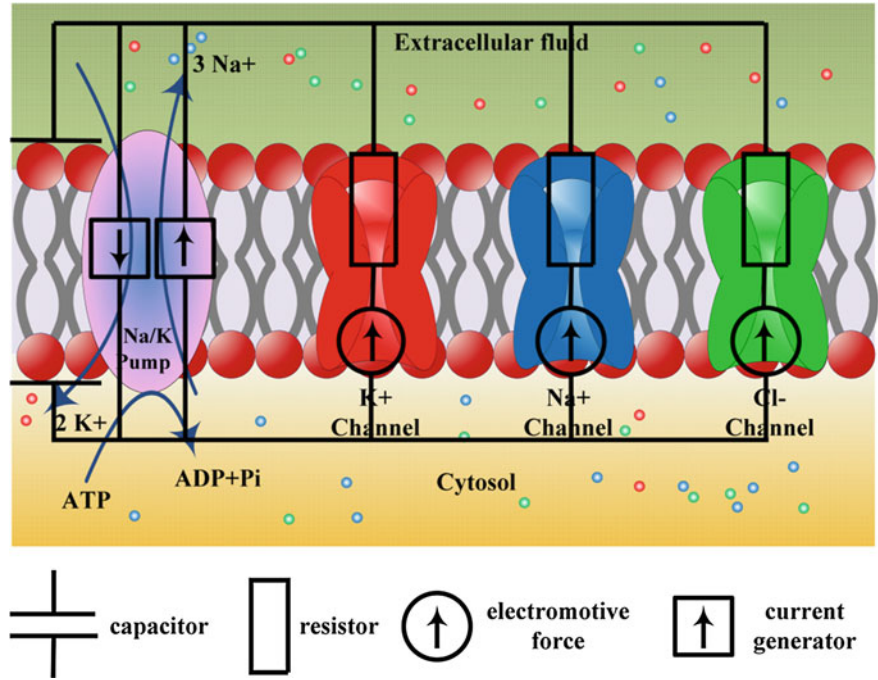 Extracellular fluid
3 Na+
Na/K
Pump
2 K+
K+
Channel
Na+
Channel
Cl-
Channel
ATP
ADP+Pi
Cytosol
capacitor
resistor
electromotive
force
current
generator